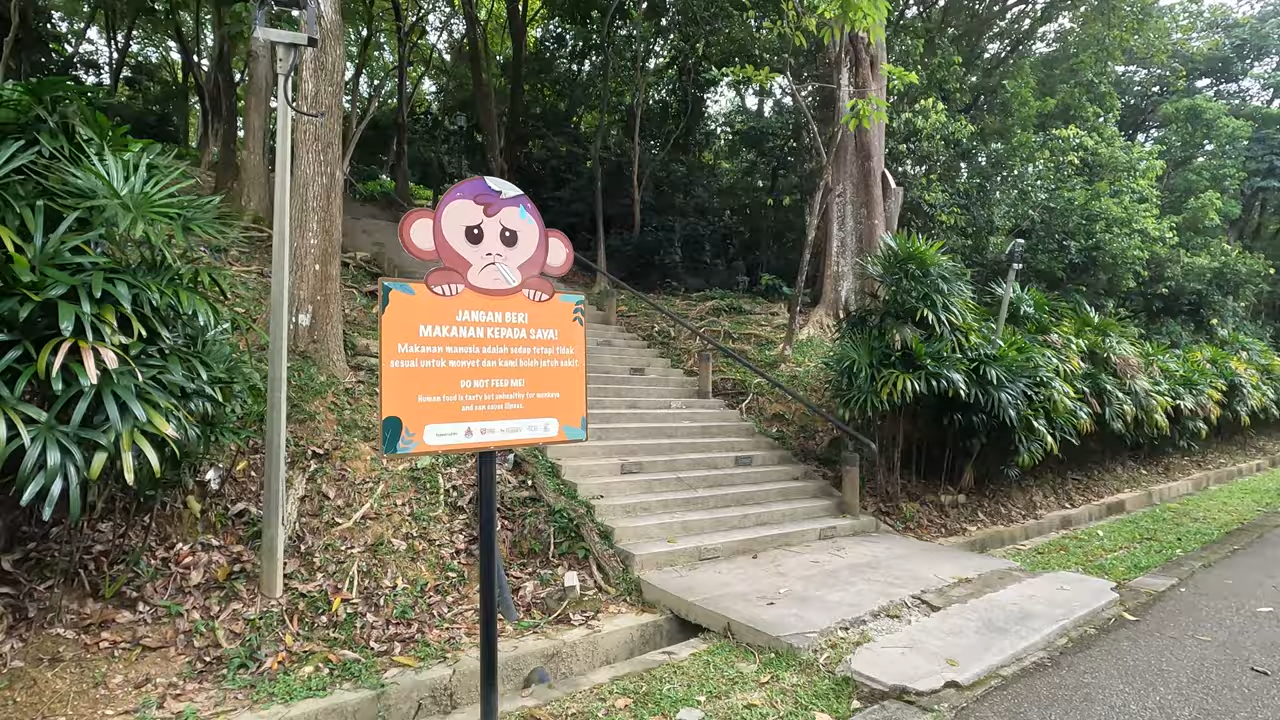 JANGAN BERI
MAKANAN KEPADA SAYA!
Makanan manusia adalah sedap tetapi tidak
sesuai untuk monyet dan kami boleh jatuh sakit.
DO NOT FEED ME!
Human food is tasty but unhealthy for monkeys
and can cause illness.